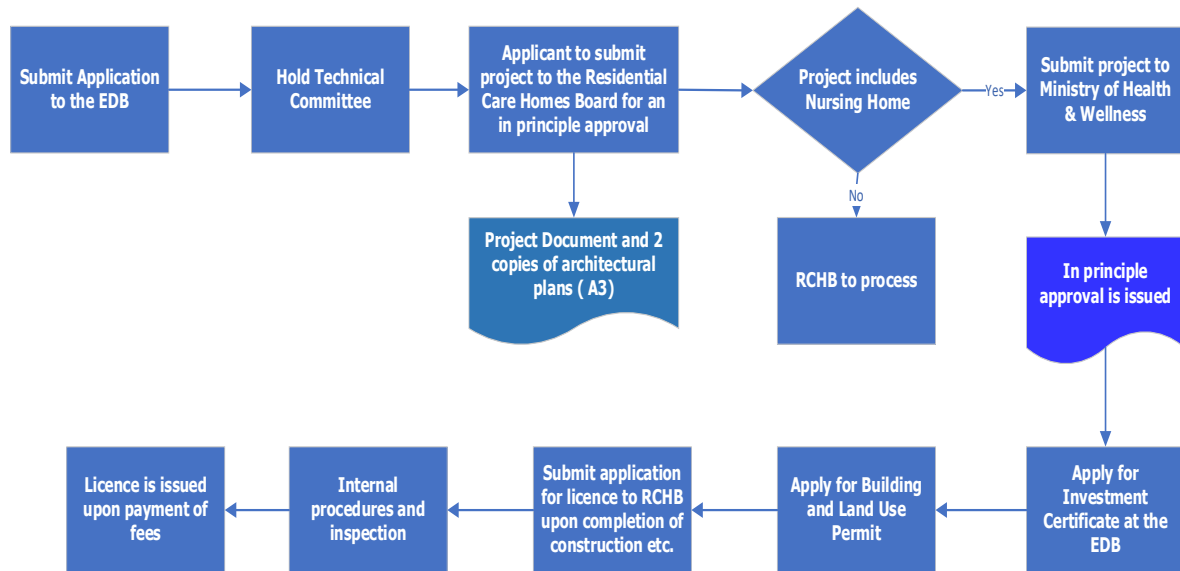 Submit Application
to the EDB
Hold Technical
Committee
Applicant to submit
project to the Residential
Care Homes Board for an
in principle approval
Project includes
Nursing Home
Yes
Submit project to
Ministry of Health
& Wellness
No
Project Document and 2
copies of architectural
plans ( A3)
RCHB to process
In principle
approval is issued
Licence is issued
upon payment of
fees
Internal
procedures and
inspection
Submit application
for licence to RCHB
upon completion of
construction etc.
Apply for Building
and Land Use
Permit
Apply for
Investment
Certificate at the
EDB